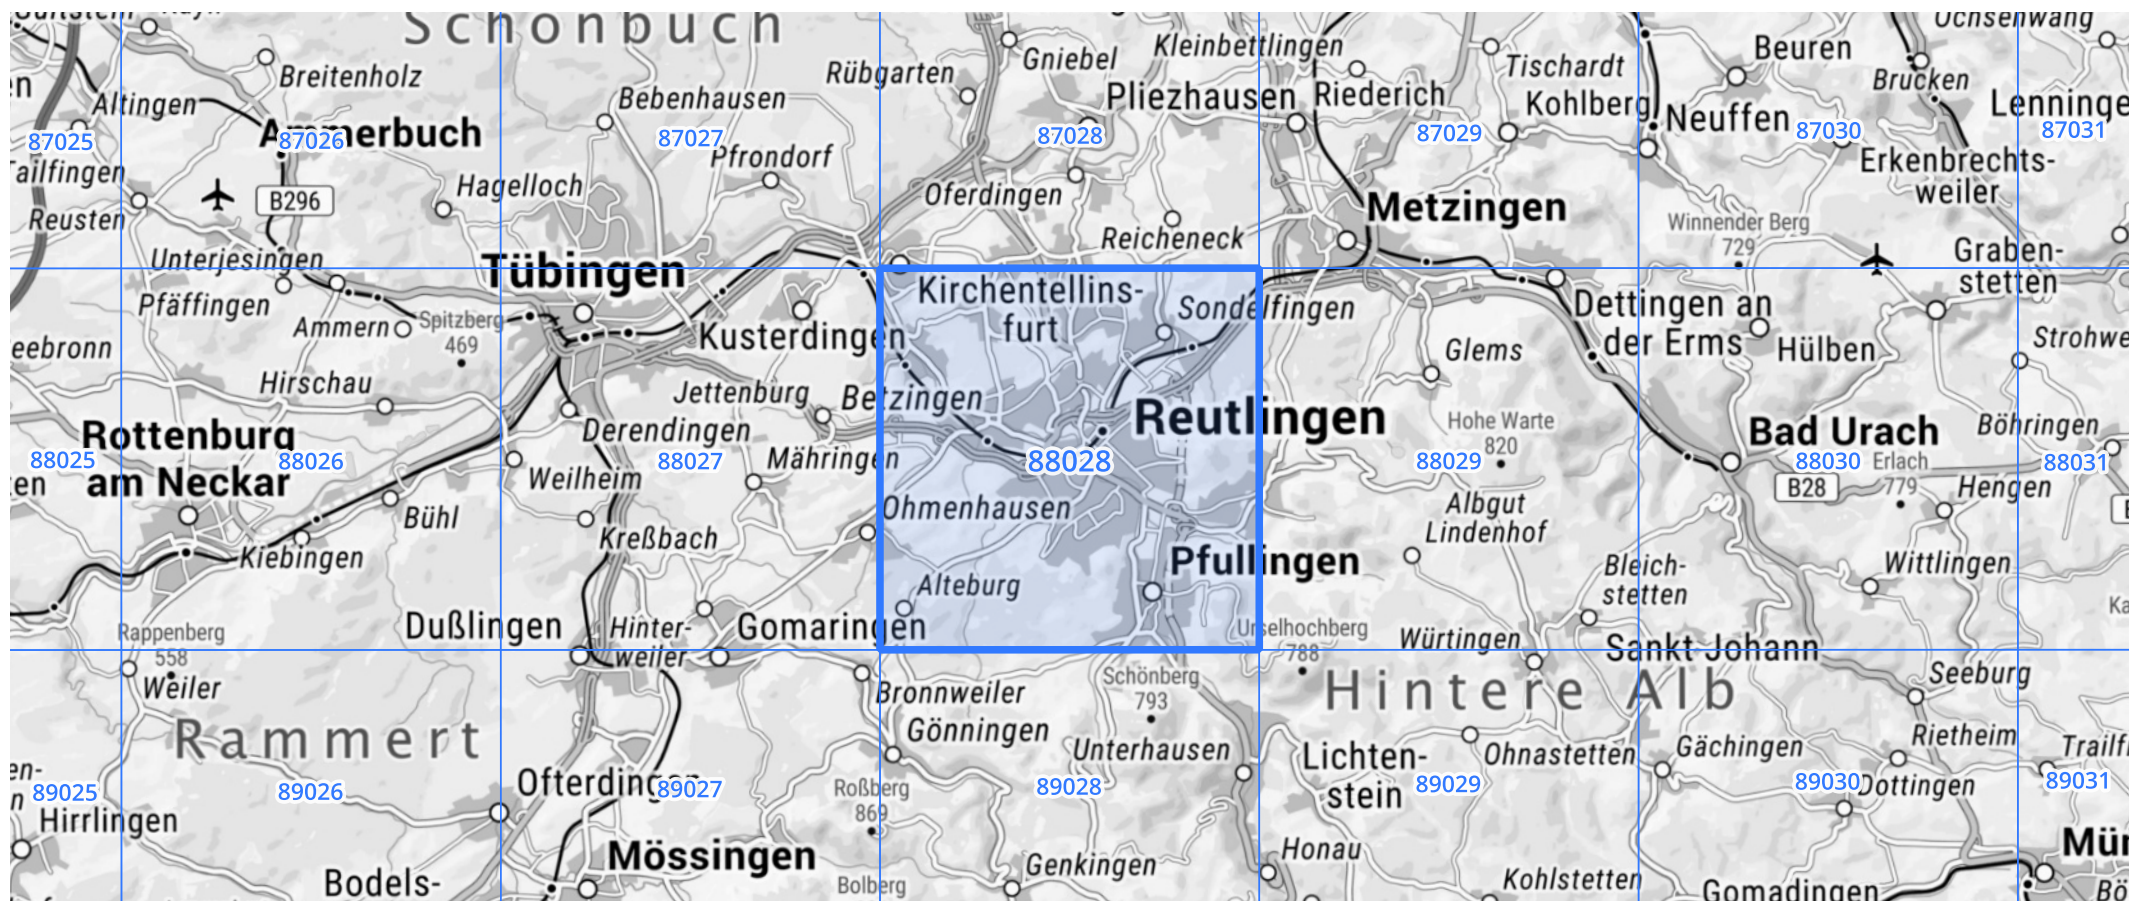 Schönbuch
Breitenholz
Altingen
Ammerbuch
87025
87026
Tailfingen
Reusten
B296
Hagelloch
Unterjesingen
Bebenhausen
87027
Pfrondorf
Rübgarten
Gniebel
Kleinbettlingen
Pliezhausen
Riederich
87028
Oferdingen
Reicheneck
Tischardt
Kohlberg
87029
Metzingen
Beuren
Neuffen
87030
Brucken
Ochsenwang
Lenninge
87031
Erkenbrechts-
weiler
Winnender Berg
729
Graben-
stetten
Tübingen
Pfäffingen
Ammern
Spitzberg
469
Kusterdingen
Kirchentellins-
furt
Sondelfingen
Dettingen an
der Erms
Hülben
Strohwe
eebronn
Hirschau
Jettenburg
Betzingen
Glems
Rottenburg
am Neckar
88025
88026
Derendingen
Weilheim
88027
Mähringen
Reutlingen
88028
Hohe Warte
820
88029
Bad Urach
88030
Erlach
779
B28
Böhringen
88031
Hengen
Bühl
Kiebingen
Kreßbach
Ohmenhausen
Albgut
Lindenhof
Pfullingen
Alteburg
Bleich-
stetten
Wittlingen
Rappenberg
558
Dußlingen
Hinter-
weiler
Gomaringen
Urselhochberg
788
Würtingen
Sankt Johann
Weiler
Rammert
Bronnweiler
Gönningen
Schönberg
793
Unterhausen
Hintere Alb
Seeburg
Rietheim
Lichten-
stein
Ohnastetten
Gächingen
Trailfi
89025
Hirrlingen
89026
Ofterdingen
89027
Roßberg
869
89028
89029
89030
Dottingen
89031
Mössingen
Bodels-
Bolberg
Genkingen
Honau
Kohlstetten
Gomadingen
Mün
Bö